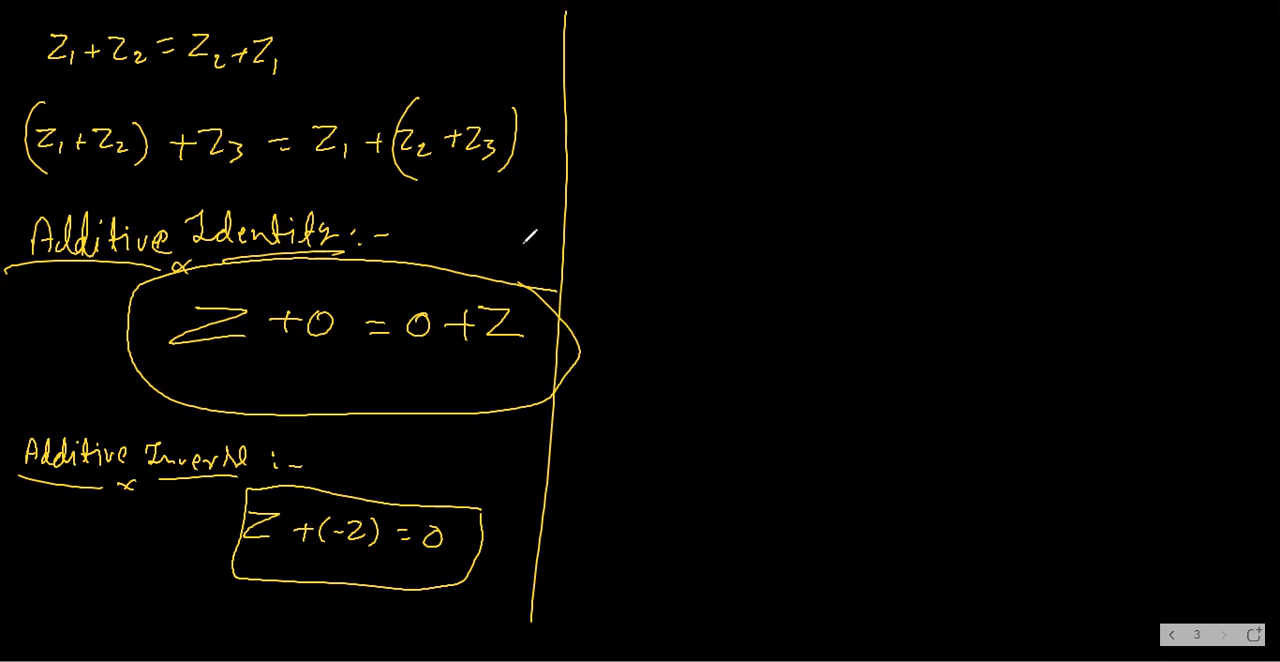 Z₁ + Z₂ = Z₂ + Z₁
(Z₁ + Z₂) + Z₃ = Z₁ + (Z₂ + Z₃)
Additive Identity :-
Z + 0 = 0 + Z
Additive Inverse :-
Z + (-Z) = 0
3